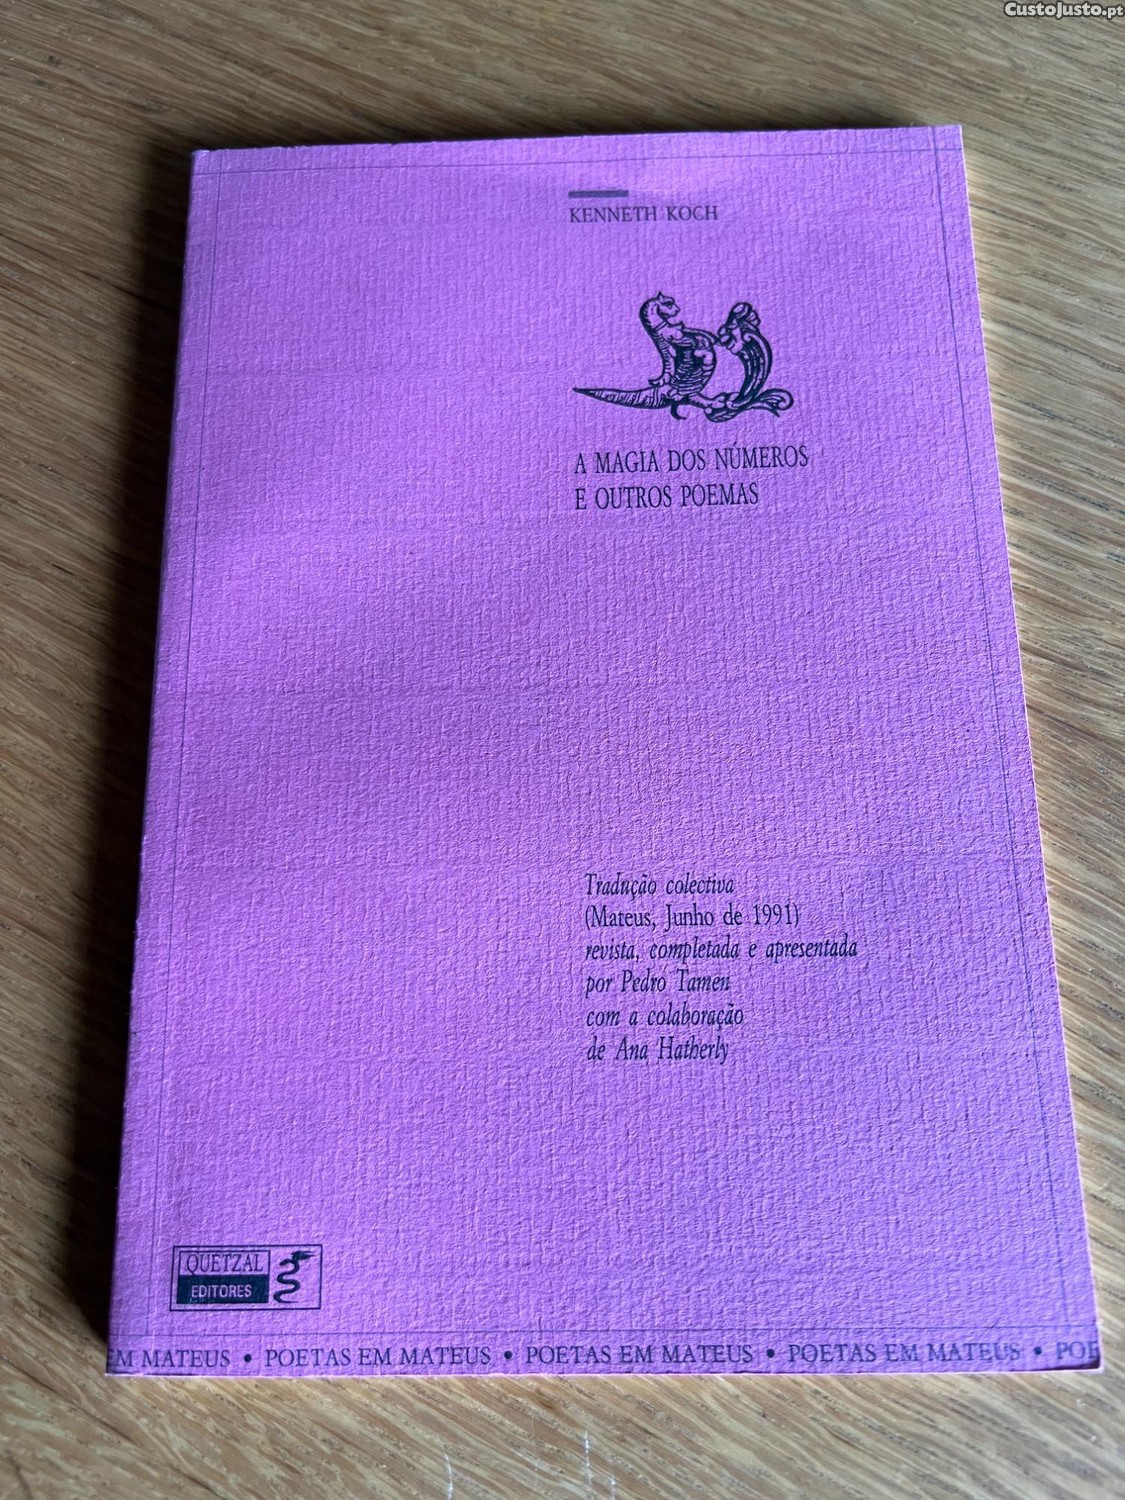 CustoJusto.pt
KENNETH KOCH
A MAGIA DOS NÚMEROS
E OUTROS POEMAS
Tradução colectiva
(Mateus, Junho de 1991)
revista, completada e apresentada
por Pedro Tamen
com a colaboração
de Ana Hatherly
QUETZAL
EDITORES
EM MATEUS • POETAS EM MATEUS • POETAS EM MATEUS • POETAS EM MATEUS • POE